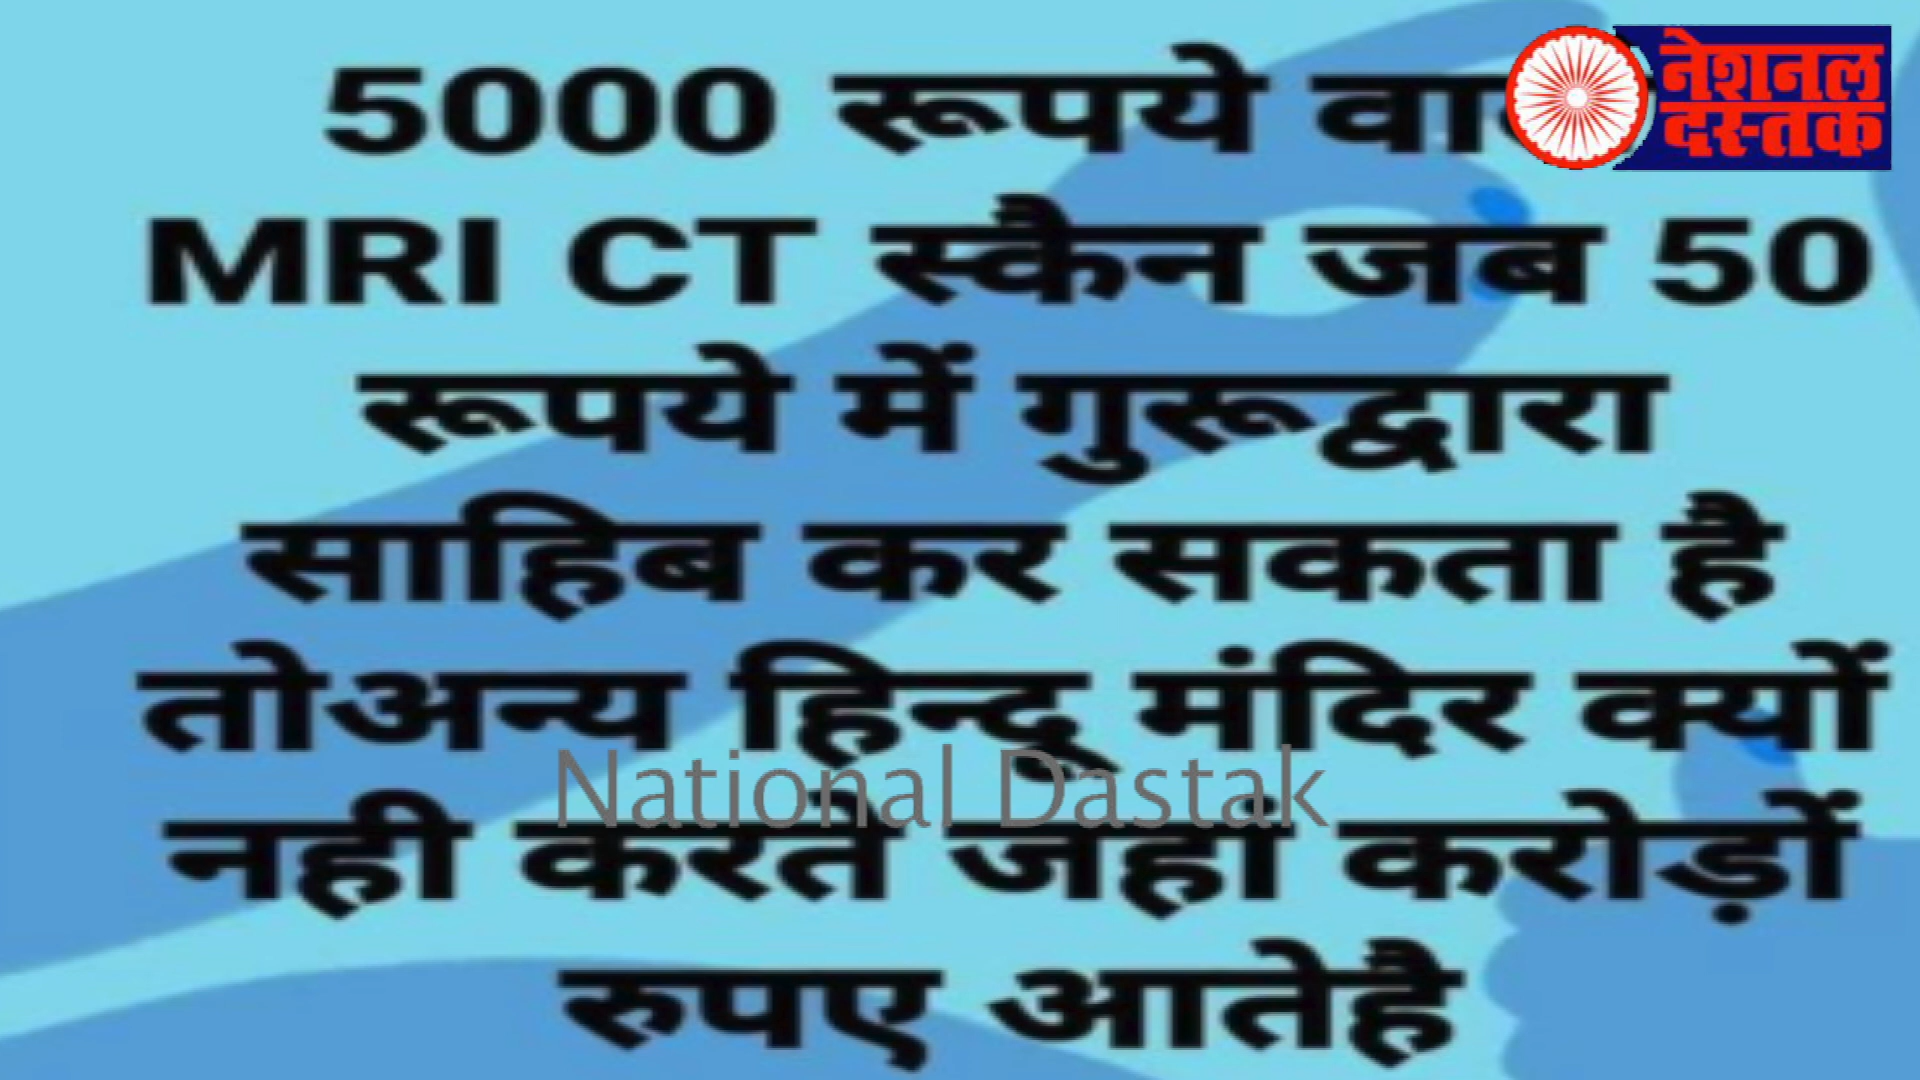 5000 रूपये
नेशनल
दस्तक
MRI CT स्कैन जब 50
रूपये में गुरूद्वारा
साहिब कर सकता है
तोअन्य हिन्दू मंदिर क्यों
National Dastak
नही करते जहां करोड़ों
रुपए आतेहै